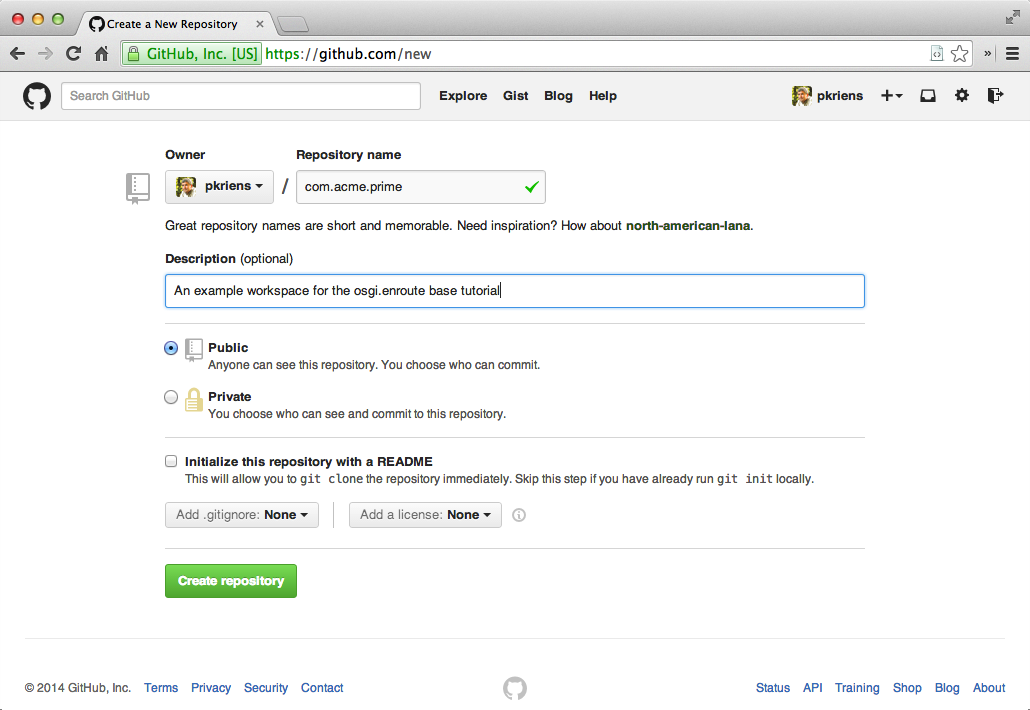 Create a New Repository
GitHub, Inc. [US] https://github.com/new
Search GitHub Explore Gist Blog Help pkriens
Owner Repository name
pkriens / com.acme.prime
Great repository names are short and memorable. Need inspiration? How about north-american-lana.
Description (optional)
An example workspace for the osgi.enroute base tutorial
Public
Anyone can see this repository. You choose who can commit.
Private
You choose who can see and commit to this repository.
Initialize this repository with a README
This will allow you to git clone the repository immediately. Skip this step if you have already run git init locally.
Add .gitignore: None Add a license: None
Create repository
© 2014 GitHub, Inc. Terms Privacy Security Contact Status API Training Shop Blog About